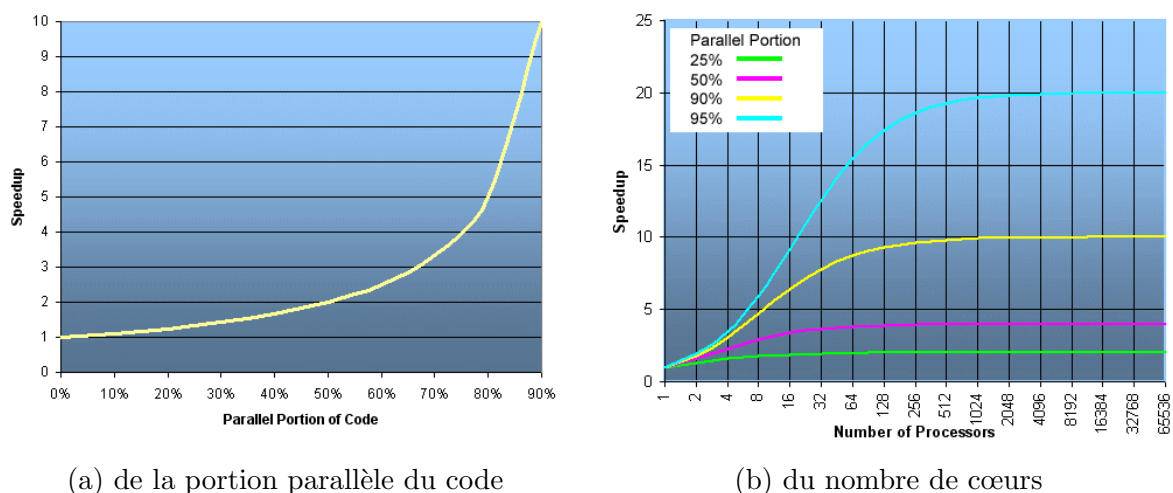 10
9
8
7
6
5
4
3
2
1
0
Speedup
0% 10% 20% 30% 40% 50% 60% 70% 80% 90%
Parallel Portion of Code
(a) de la portion parallèle du code
25
20
15
10
5
0
Speedup
Parallel Portion
25%
50%
90%
95%
1 2 4 8 16 32 64 128 256 512 1024 2048 4096 8192 16384 32768 65536
Number of Processors
(b) du nombre de cœurs